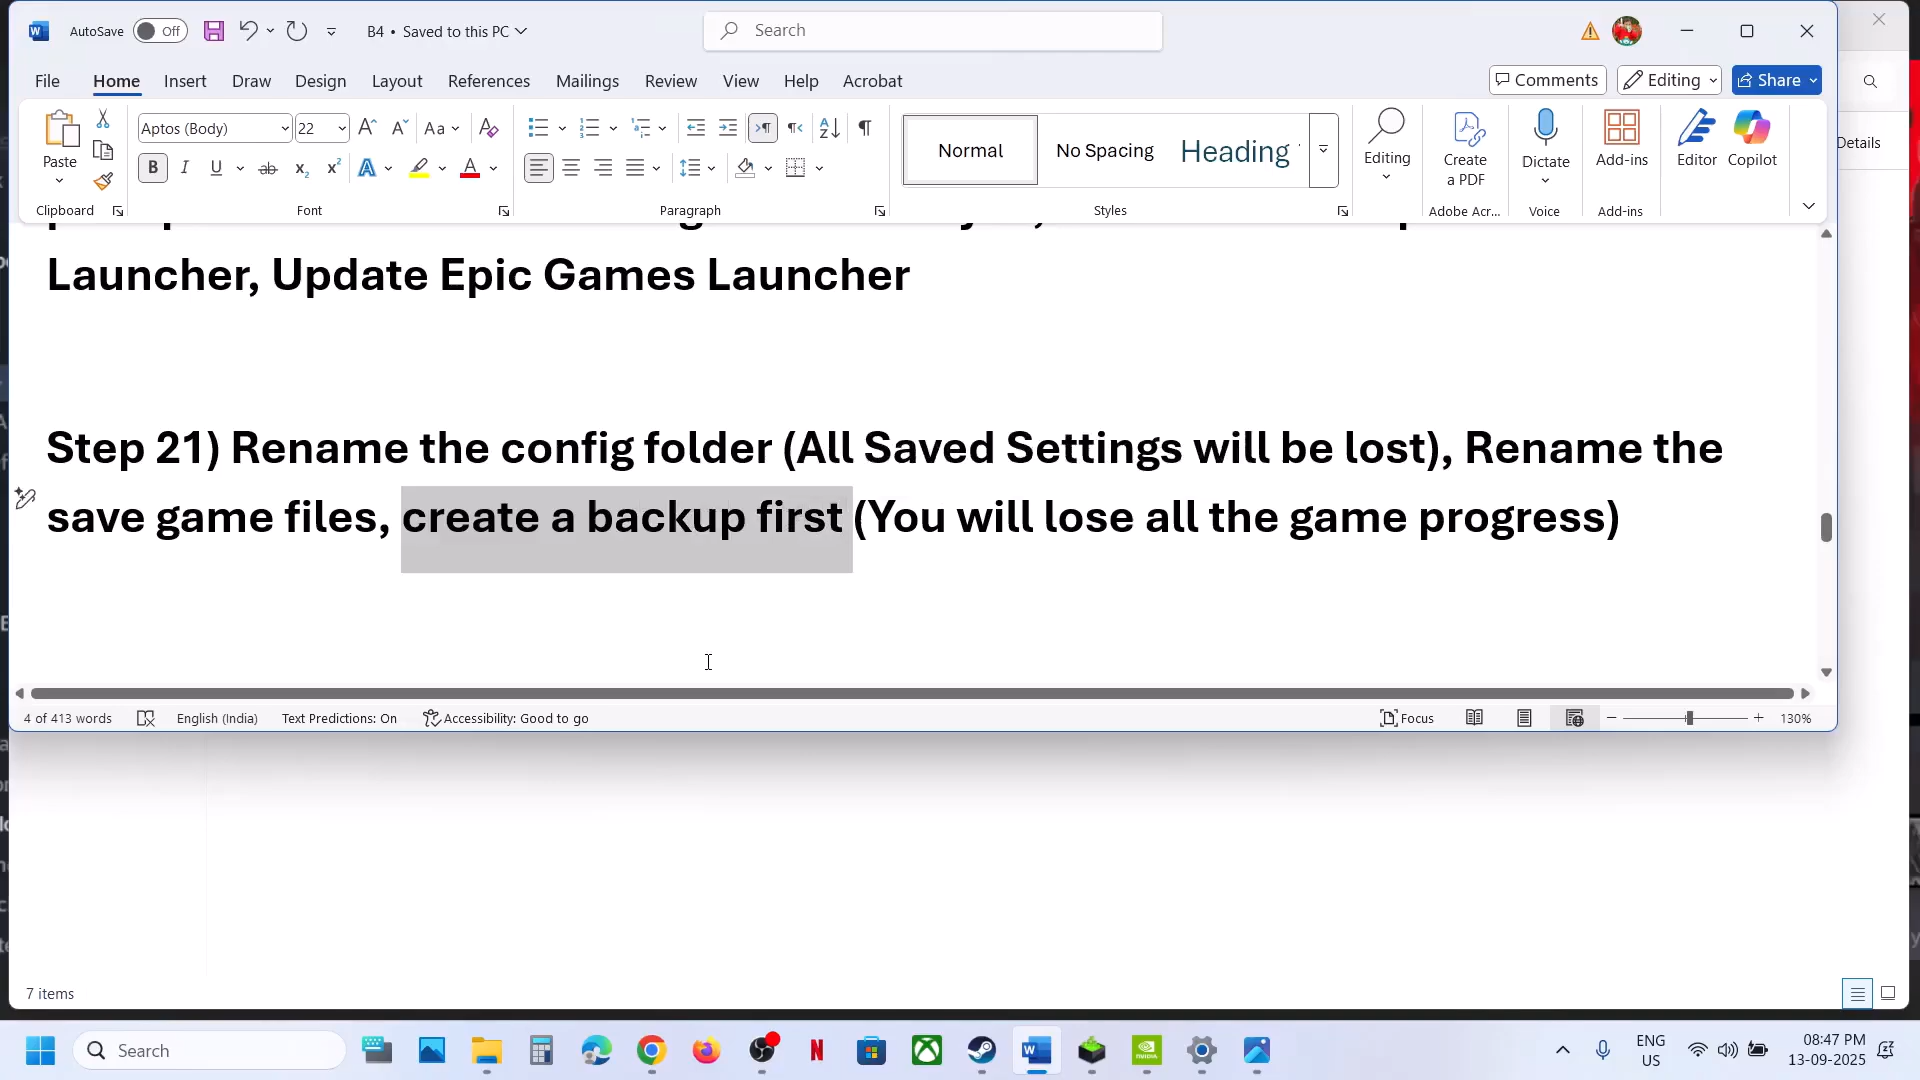 AutoSave Off B4 • Saved to this PC Search
File Home Insert Draw Design Layout References Mailings Review View Help Acrobat Comments Editing Share
Paste Aptos (Body) 22 Aa Normal No Spacing Heading Editing Create a PDF Dictate Add-ins Editor Copilot Details
Clipboard Font Paragraph Styles Adobe Acr... Voice Add-ins
Launcher, Update Epic Games Launcher
Step 21) Rename the config folder (All Saved Settings will be lost), Rename the
save game files, create a backup first (You will lose all the game progress)
4 of 413 words English (India) Text Predictions: On Accessibility: Good to go Focus 130%
7 items
Search ENG 08:47 PM
US 13-09-2025